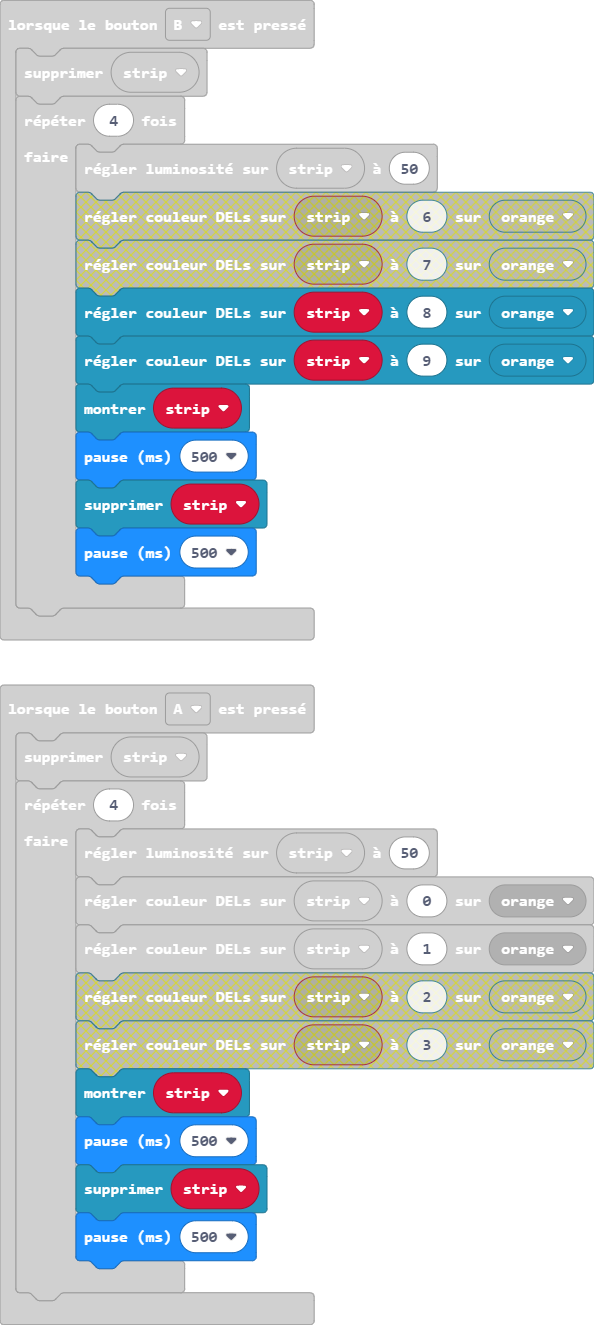 lorsque le bouton B est pressé
supprimer strip
répéter 4 fois
faire
régler luminosité sur strip à 50
régler couleur DELs sur strip à 6 sur orange
régler couleur DELs sur strip à 7 sur orange
régler couleur DELs sur strip à 8 sur orange
régler couleur DELs sur strip à 9 sur orange
montrer strip
pause (ms) 500
supprimer strip
pause (ms) 500
lorsque le bouton A est pressé
supprimer strip
répéter 4 fois
faire
régler luminosité sur strip à 50
régler couleur DELs sur strip à 0 sur orange
régler couleur DELs sur strip à 1 sur orange
régler couleur DELs sur strip à 2 sur orange
régler couleur DELs sur strip à 3 sur orange
montrer strip
pause (ms) 500
supprimer strip
pause (ms) 500